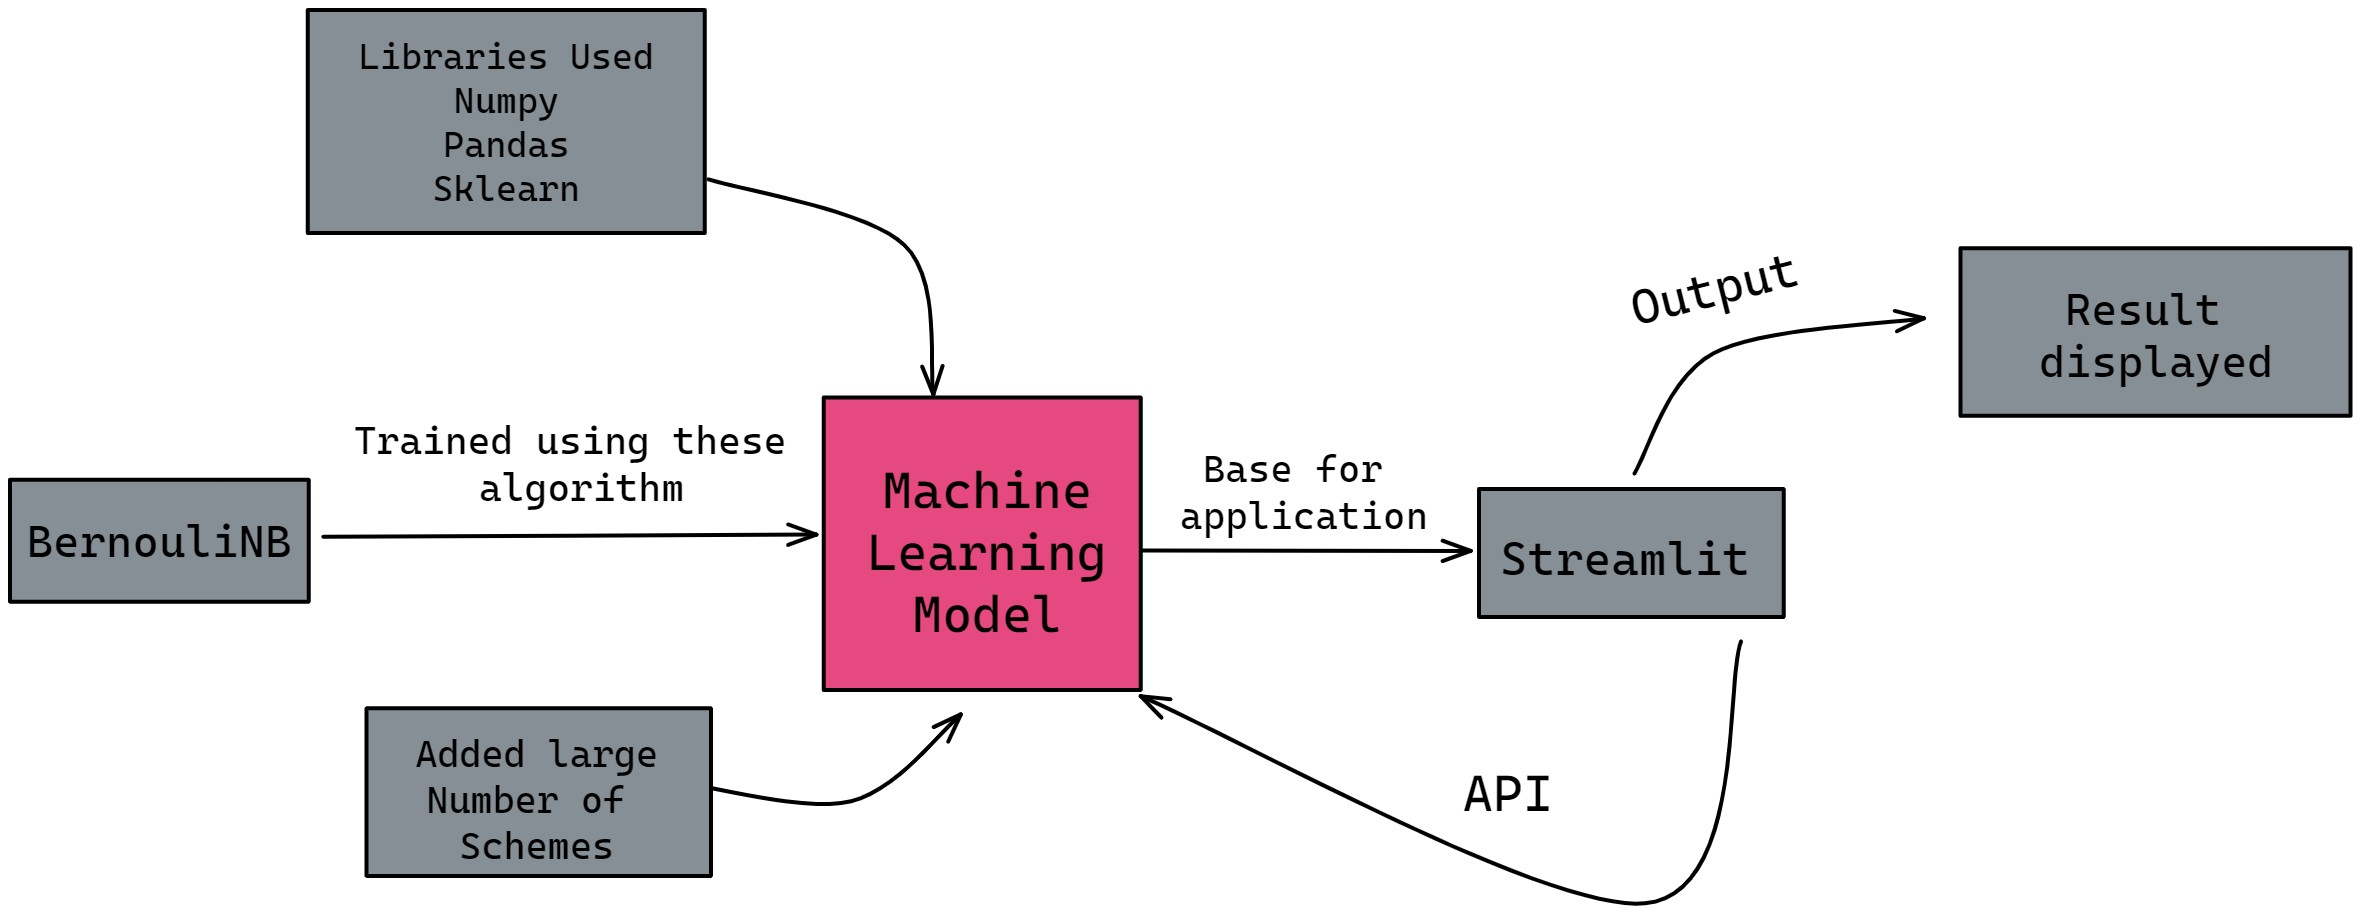 Libraries Used
Numpy
Pandas
Sklearn
Trained using these
algorithm
BernouliNB
Machine
Learning
Model
Added large
Number of
Schemes
Base for
application
Streamlit
Output
Result
displayed
API